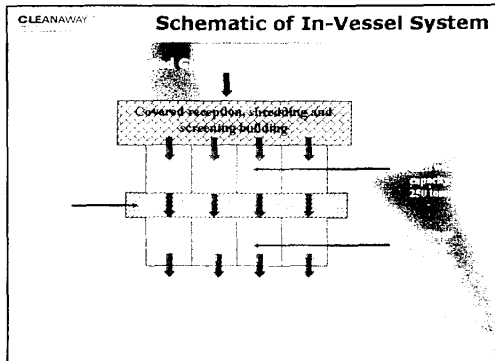 CLEANAWAY
Schematic of In-Vessel System
Covered reception, shredding and
screening building